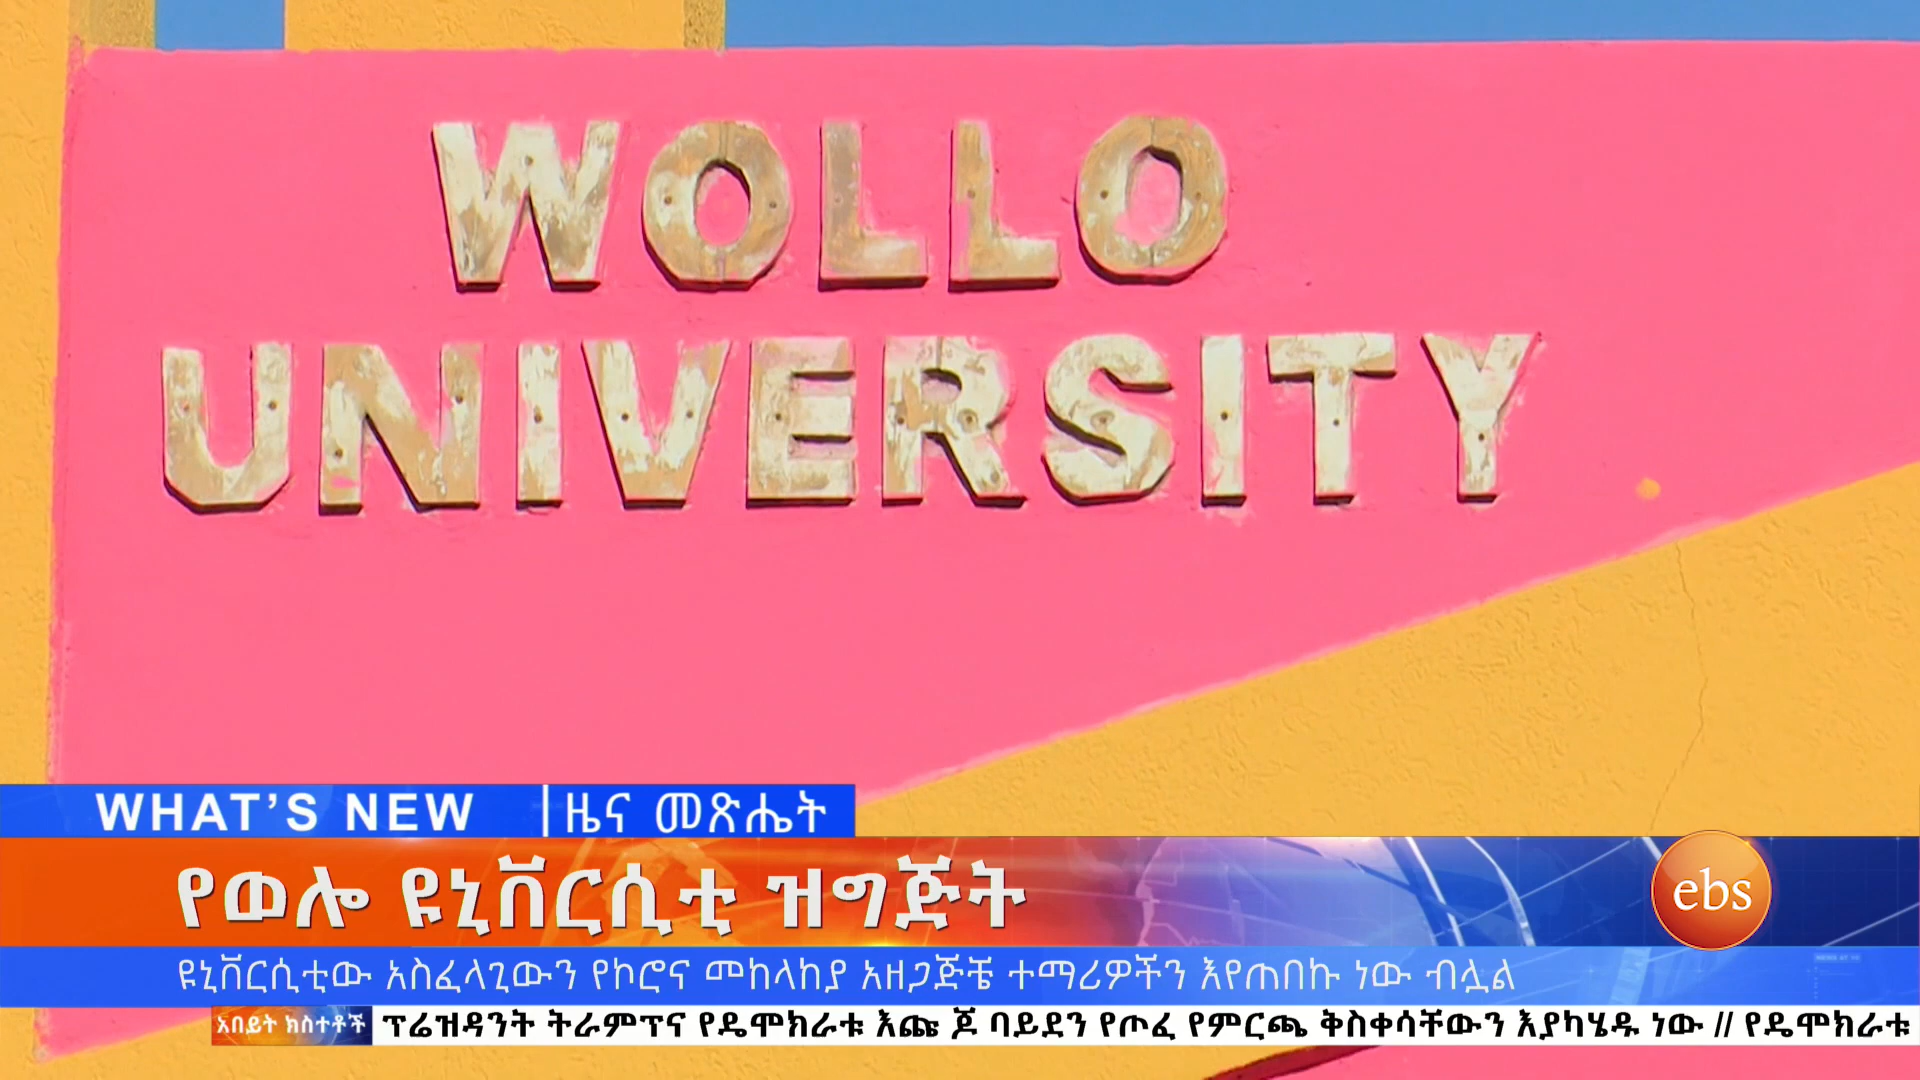 WOLLO
UNIVERSITY
WHAT'S NEW |ዜና መጽሔት
የወሎ ዩኒቨርሲቲ ዝግጅት
ebs
ዩኒቨርሲቲው አስፈላጊውን የኮሮና መከላከያ አዘጋጅቼ ተማሪዎችን እየጠበኩ ነው ብሏል
አበይት ክስተቶች ፕሬዝዳንት ትራምፕና የዴሞክራቱ እጩ ጆ ባይደን የጦፈ የምርጫ ቅስቀሳቸውን እያካሄዱ ነው // የዴሞክራቱ